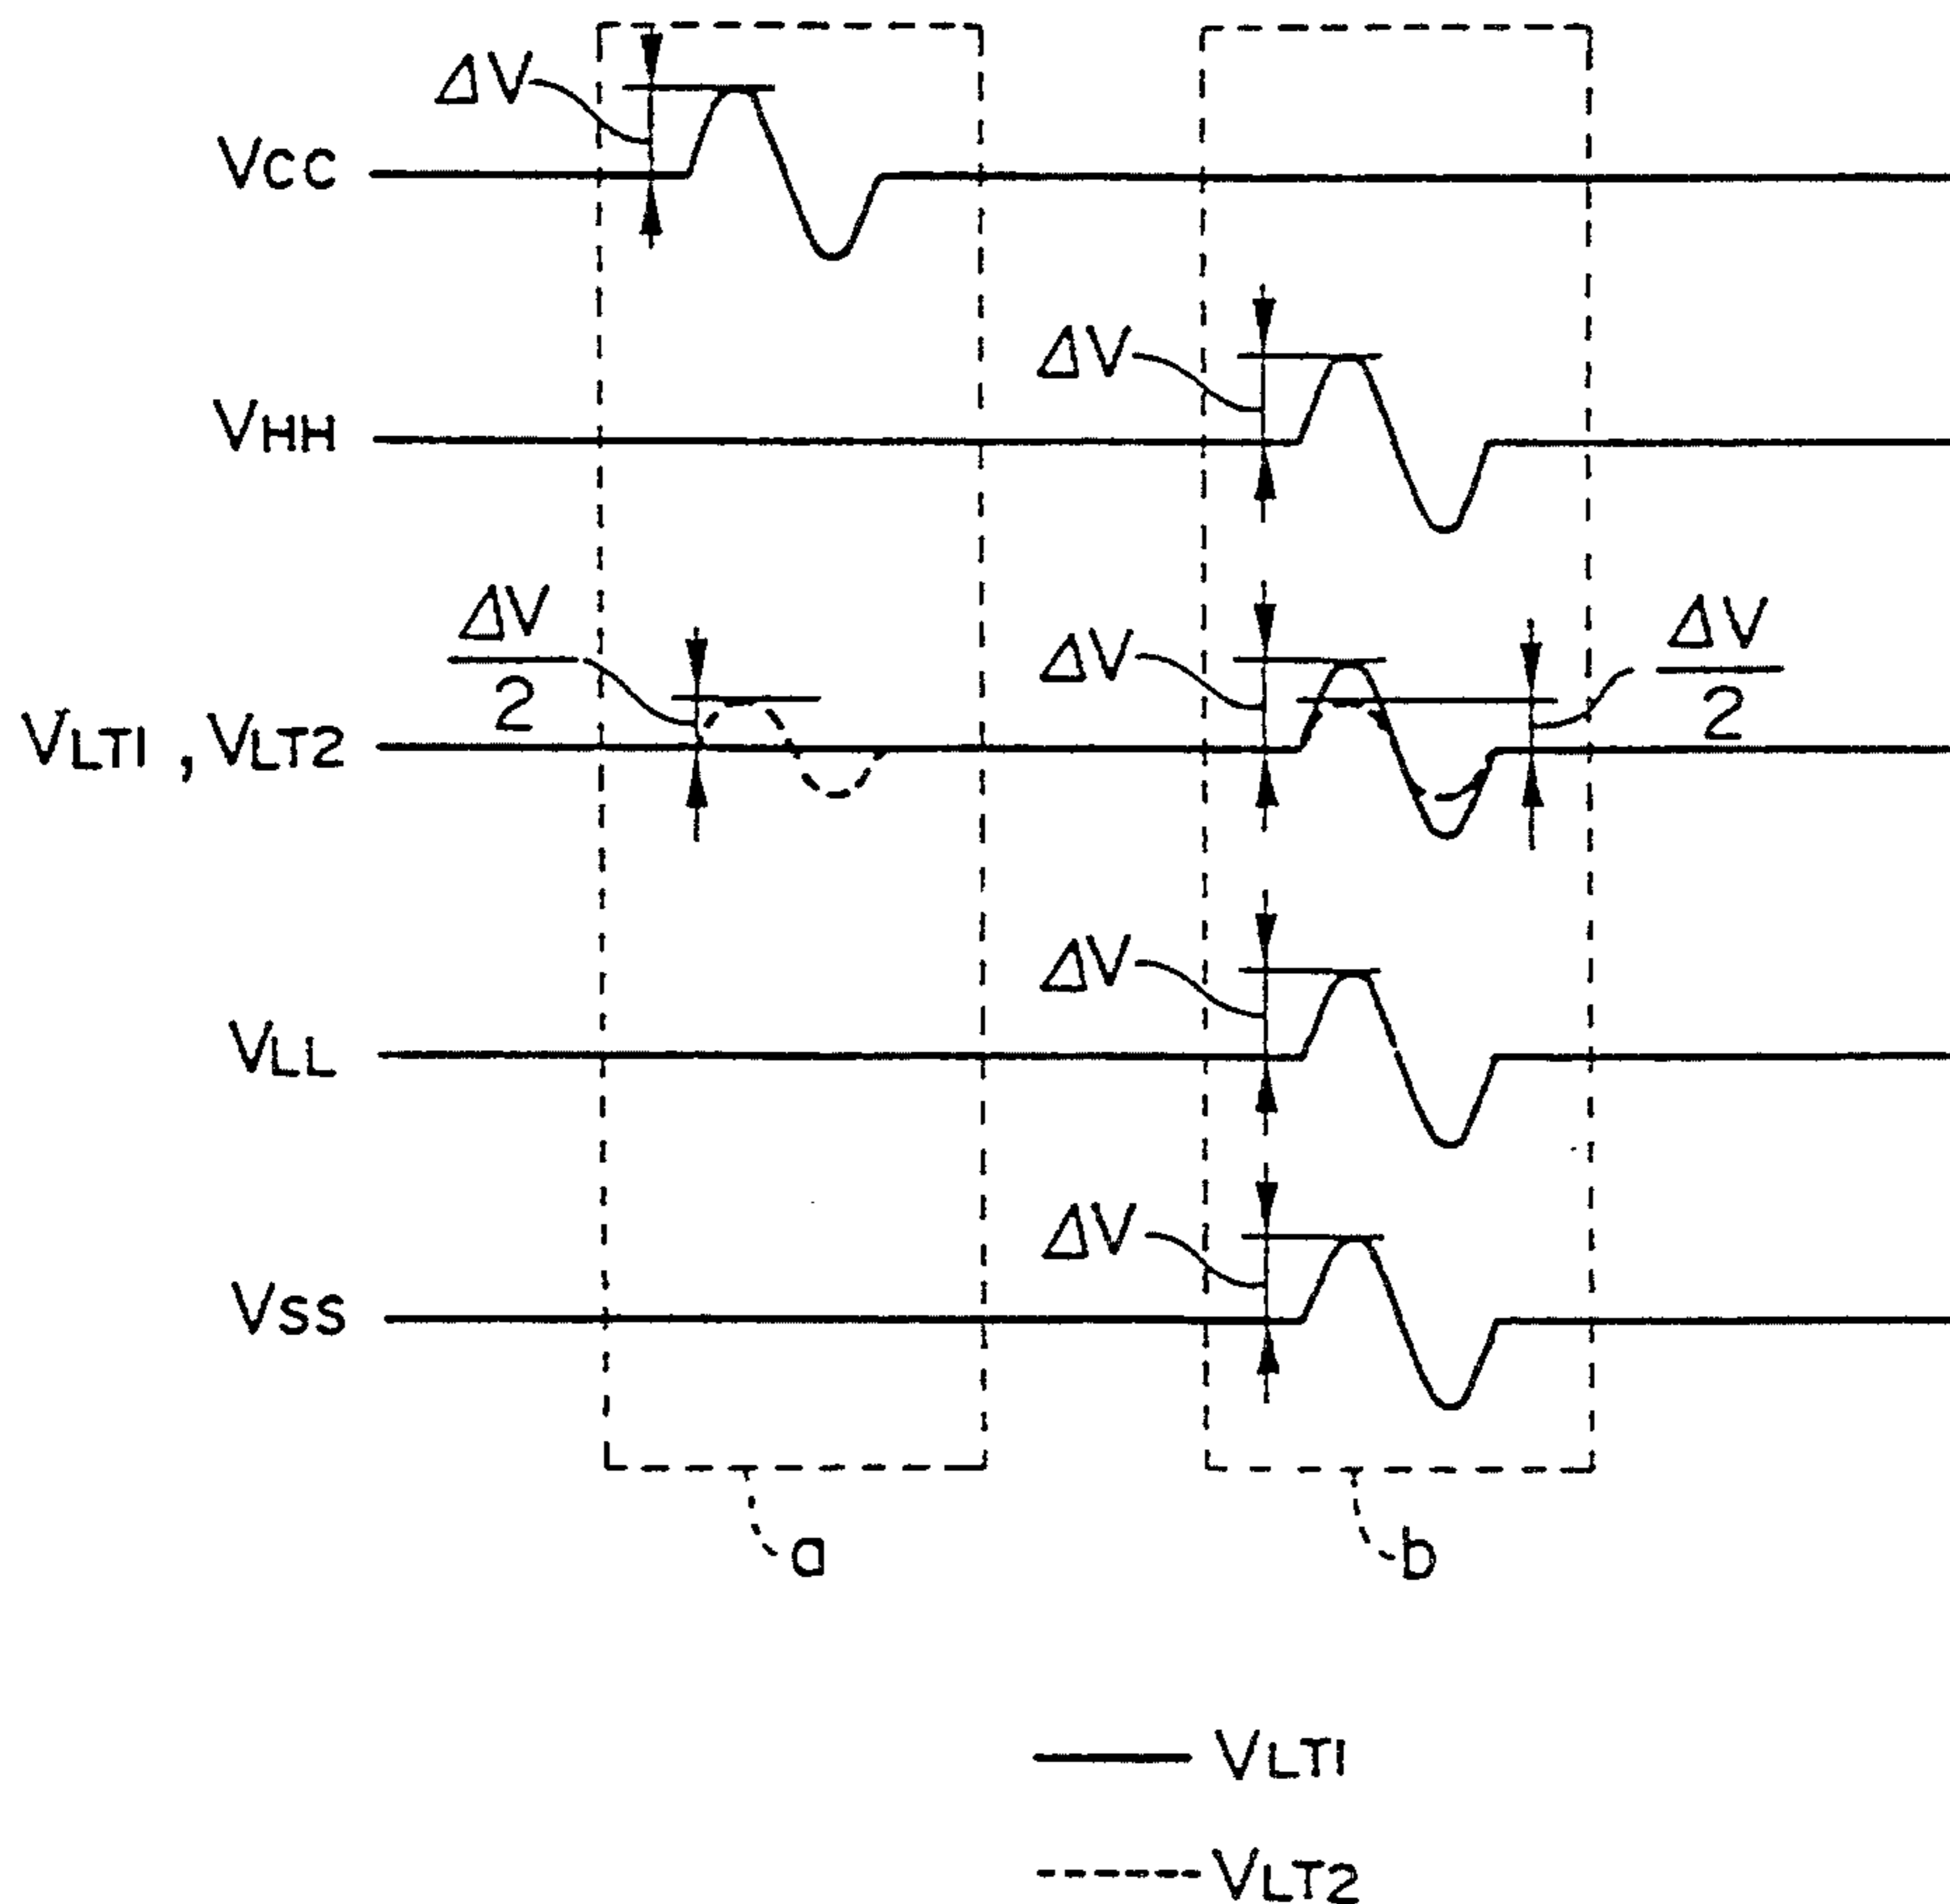 ΔV
VCC
ΔV
VHH
ΔV
2
ΔV
ΔV
2
VLT1 , VLT2
ΔV
VLL
ΔV
VSS
a
b
VLT1
VLT2